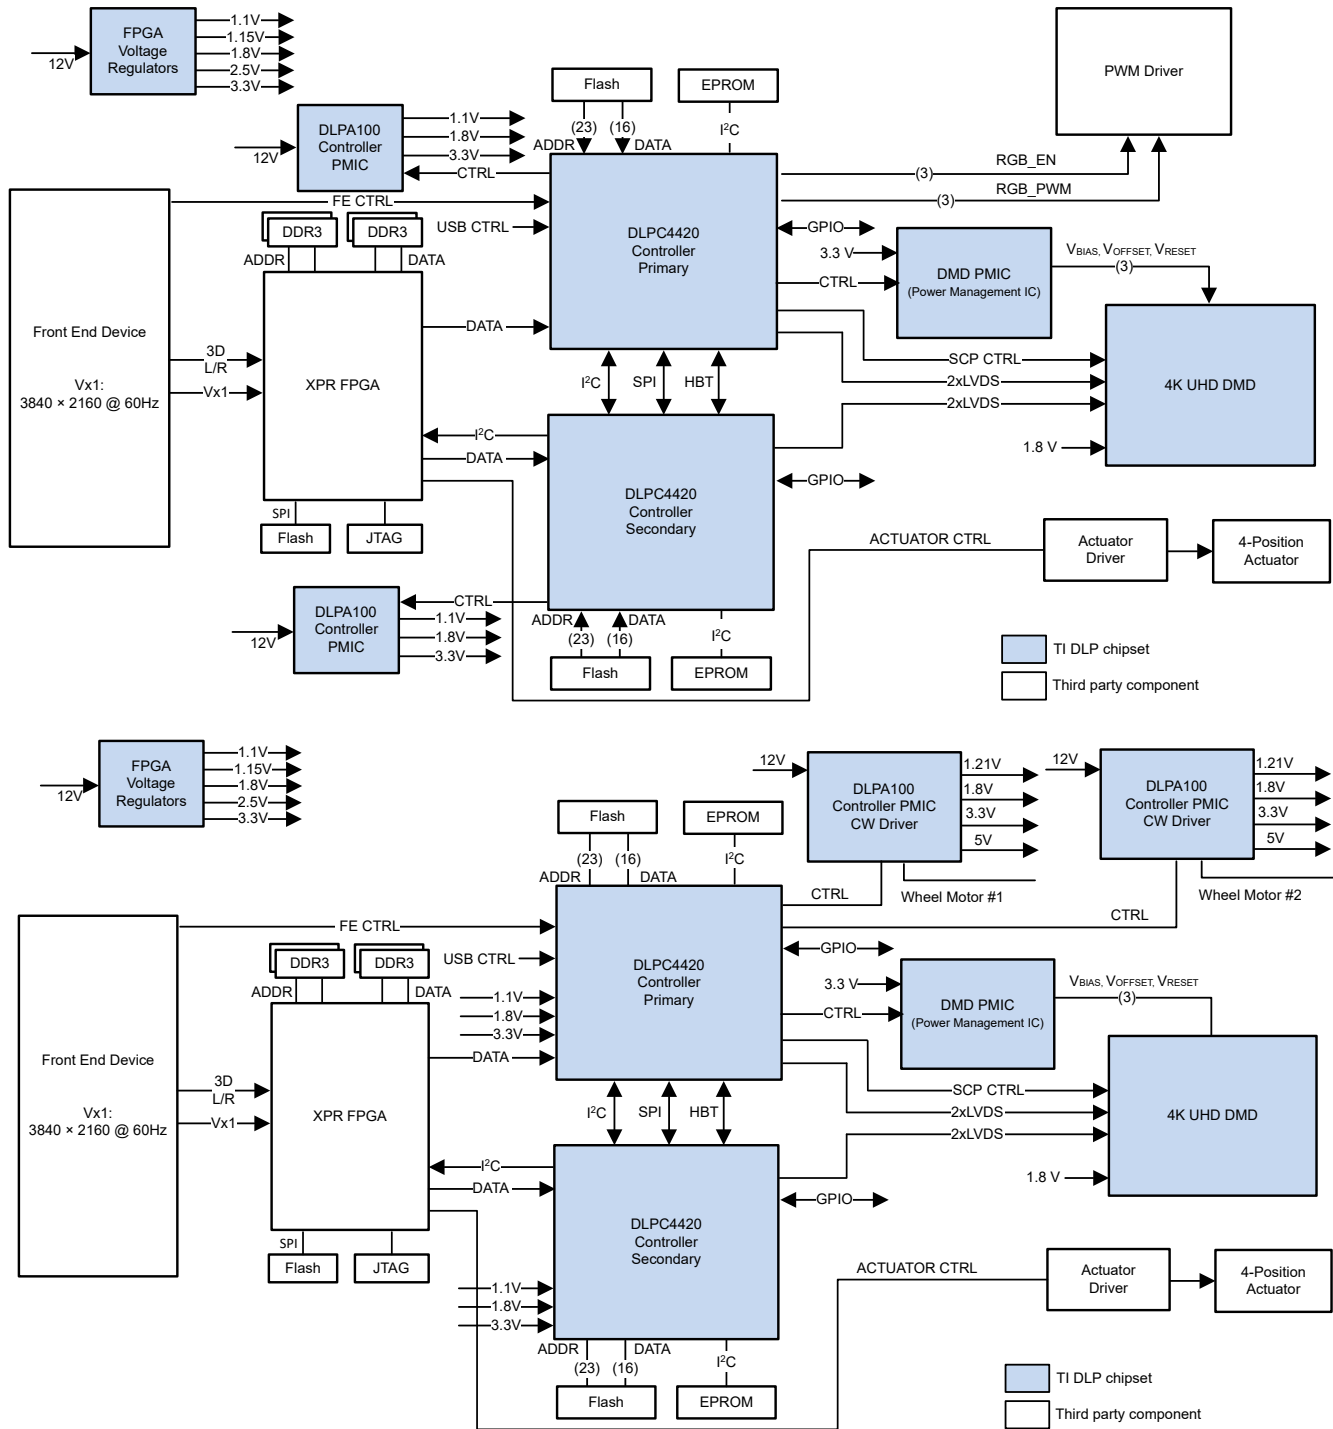 FPGA
Voltage
Regulators
12V
1.1V
1.15V
1.8V
2.5V
3.3V
DLPA100
Controller
PMIC
12V
1.1V
1.8V
3.3V
CTRL
Flash
(23)
(16)
ADDR
DATA
EPROM
I²C
PWM Driver
RGB_EN
(3)
RGB_PWM
(3)
FE CTRL
USB CTRL
DLPC4420
Controller
Primary
GPIO
3.3 V
CTRL
DMD PMIC
(Power Management IC)
VBIAS, VOFFSET, VRESET
(3)
DDR3
DDR3
ADDR
DATA
Front End Device
Vx1:
3840 × 2160 @ 60Hz
3D
L/R
Vx1
XPR FPGA
DATA
SCP CTRL
2xLVDS
2xLVDS
4K UHD DMD
1.8 V
I²C
SPI
HBT
I²C
DATA
DLPC4420
Controller
Secondary
GPIO
SPI
Flash
JTAG
ACTUATOR CTRL
Actuator
Driver
4-Position
Actuator
DLPA100
Controller
PMIC
12V
CTRL
1.1V
1.8V
3.3V
ADDR
DATA
(23)
(16)
Flash
I²C
EPROM
TI DLP chipset
Third party component
FPGA
Voltage
Regulators
12V
1.1V
1.15V
1.8V
2.5V
3.3V
12V
DLPA100
Controller PMIC
CW Driver
1.21V
1.8V
3.3V
5V
12V
DLPA100
Controller PMIC
CW Driver
1.21V
1.8V
3.3V
5V
Flash
(23)
(16)
ADDR
DATA
EPROM
I²C
CTRL
Wheel Motor #1
CTRL
Wheel Motor #2
FE CTRL
USB CTRL
1.1V
1.8V
3.3V
DATA
DLPC4420
Controller
Primary
GPIO
3.3 V
CTRL
DMD PMIC
(Power Management IC)
VBIAS, VOFFSET, VRESET
(3)
DDR3
DDR3
ADDR
DATA
Front End Device
Vx1:
3840 × 2160 @ 60Hz
3D
L/R
Vx1
XPR FPGA
SCP CTRL
2xLVDS
2xLVDS
4K UHD DMD
1.8 V
I²C
SPI
HBT
I²C
DATA
DLPC4420
Controller
Secondary
GPIO
SPI
Flash
JTAG
1.1V
1.8V
3.3V
ACTUATOR CTRL
Actuator
Driver
4-Position
Actuator
ADDR
DATA
(23)
(16)
Flash
I²C
EPROM
TI DLP chipset
Third party component